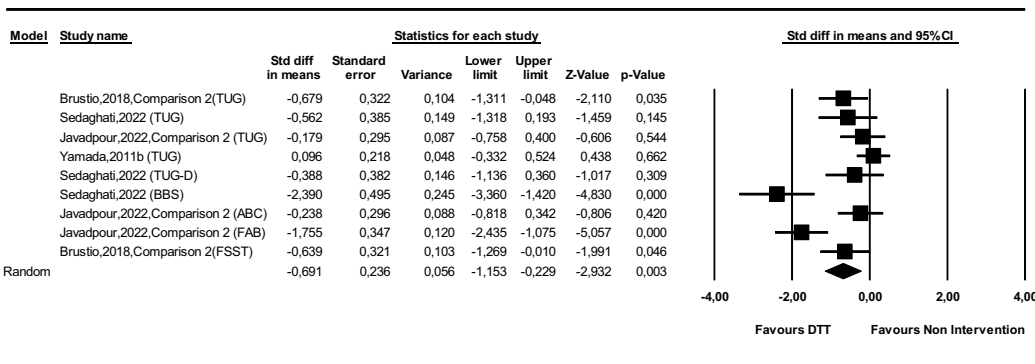 Model Study name Statistics for each study Std diff in means and 95%CI
Std diff Standard Lower Upper
in means error Variance limit limit Z-Value p-Value
Brustio,2018,Comparison 2(TUG) -0,679 0,322 0,104 -1,311 -0,048 -2,110 0,035
Sedaghati,2022 (TUG) -0,562 0,385 0,149 -1,318 0,193 -1,459 0,145
Javadpour,2022,Comparison 2 (TUG) -0,179 0,295 0,087 -0,758 0,400 -0,606 0,544
Yamada,2011b (TUG) 0,096 0,218 0,048 -0,332 0,524 0,438 0,662
Sedaghati,2022 (TUG-D) -0,388 0,382 0,146 -1,136 0,360 -1,017 0,309
Sedaghati,2022 (BBS) -2,390 0,495 0,245 -3,360 -1,420 -4,830 0,000
Javadpour,2022,Comparison 2 (ABC) -0,238 0,296 0,088 -0,818 0,342 -0,806 0,420
Javadpour,2022,Comparison 2 (FAB) -1,755 0,347 0,120 -2,435 -1,075 -5,057 0,000
Brustio,2018,Comparison 2(FSST) -0,639 0,321 0,103 -1,269 -0,010 -1,991 0,046
Random -0,691 0,236 0,056 -1,153 -0,229 -2,932 0,003
-4,00 -2,00 0,00 2,00 4,00
Favours DTT Favours Non Intervention